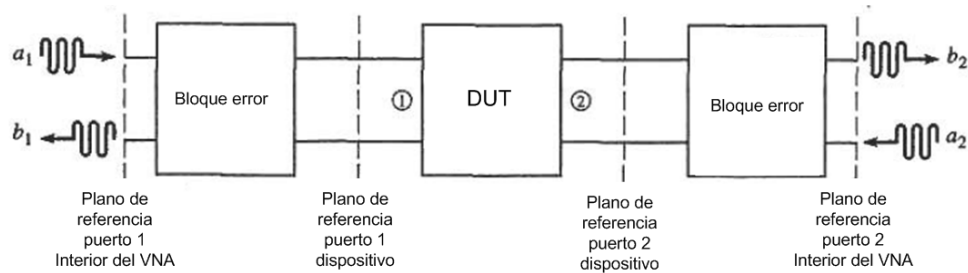 a₁
b₂
Bloque error
①
DUT
②
Bloque error
b₁
a₂
Plano de
referencia
puerto 1
Interior del VNA
Plano de
referencia
puerto 1
dispositivo
Plano de
referencia
puerto 2
dispositivo
Plano de
referencia
puerto 2
Interior del VNA